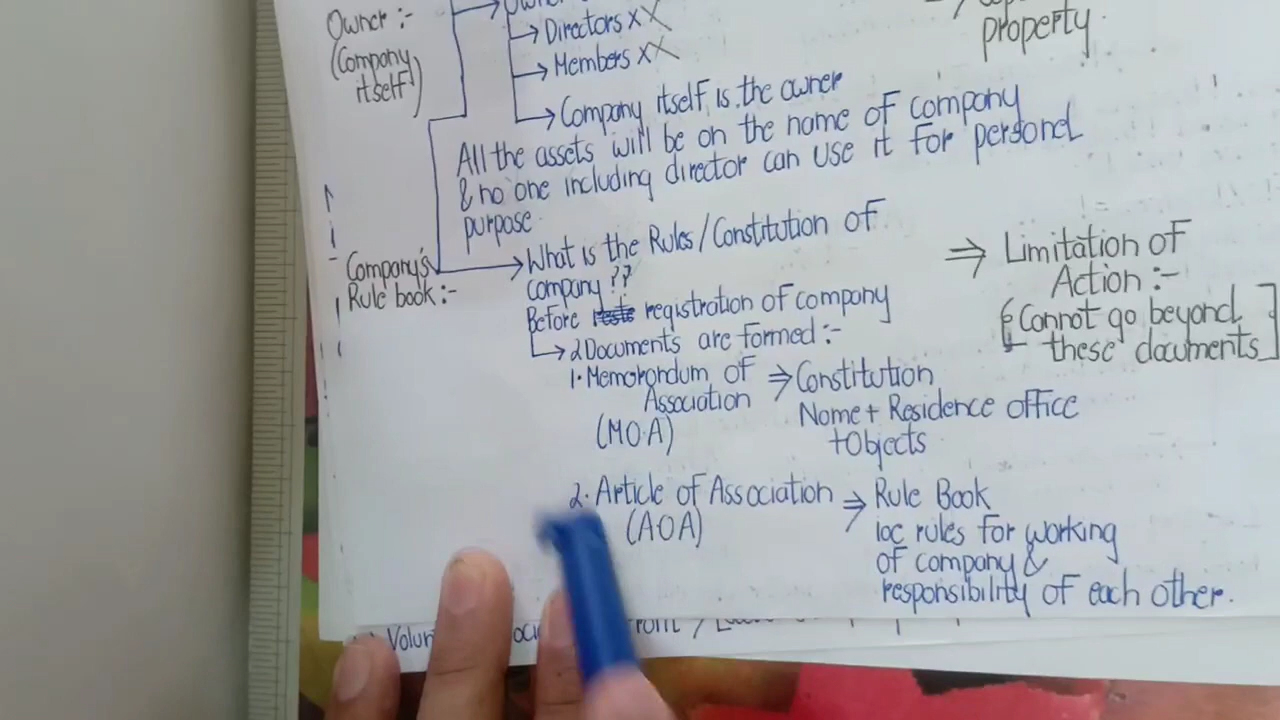 Owner :-
(Company
itself)
→ Directors XX
→ Members XX
→ Company itself is the owner
property.
All the assets will be on the name of company
& no one including director can use it for personal
purpose.
Company's
Rule book :-
→ What is the Rules/Constitution of
company ??
Before registration of company
→ 2 Documents are formed :-
1. Memorandum of
Association
(M.O.A)
⇒ Constitution
Name + Residence office
+Objects
2. Article of Association
(A.O.A)
⇒ Rule Book
ioc rules for working
of company &
responsibility of each other.
⇒ Limitation of
Action :-
[Cannot go beyond
these documents]